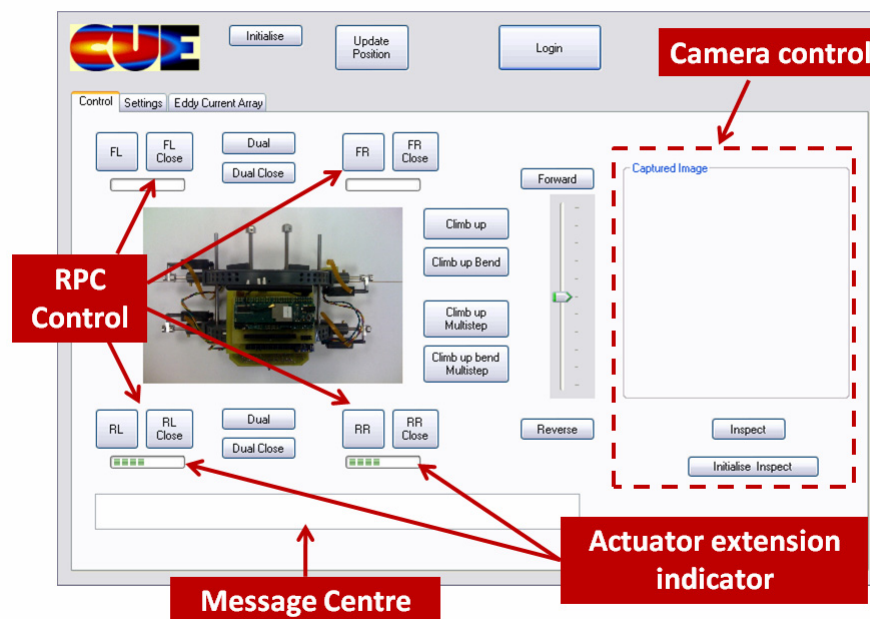 CUE
Initialise
Update
Position
Login
Camera control
Control
Settings
Eddy Current Array
FL
FL
Close
Dual
Dual Close
FR
FR
Close
Forward
Captured Image
Climb up
Climb up Bend
RPC
Control
Climb up
Multistep
Climb up bend
Multistep
RL
RL
Close
Dual
Dual Close
RR
RR
Close
Reverse
Inspect
Initialise Inspect
Actuator extension
indicator
Message Centre